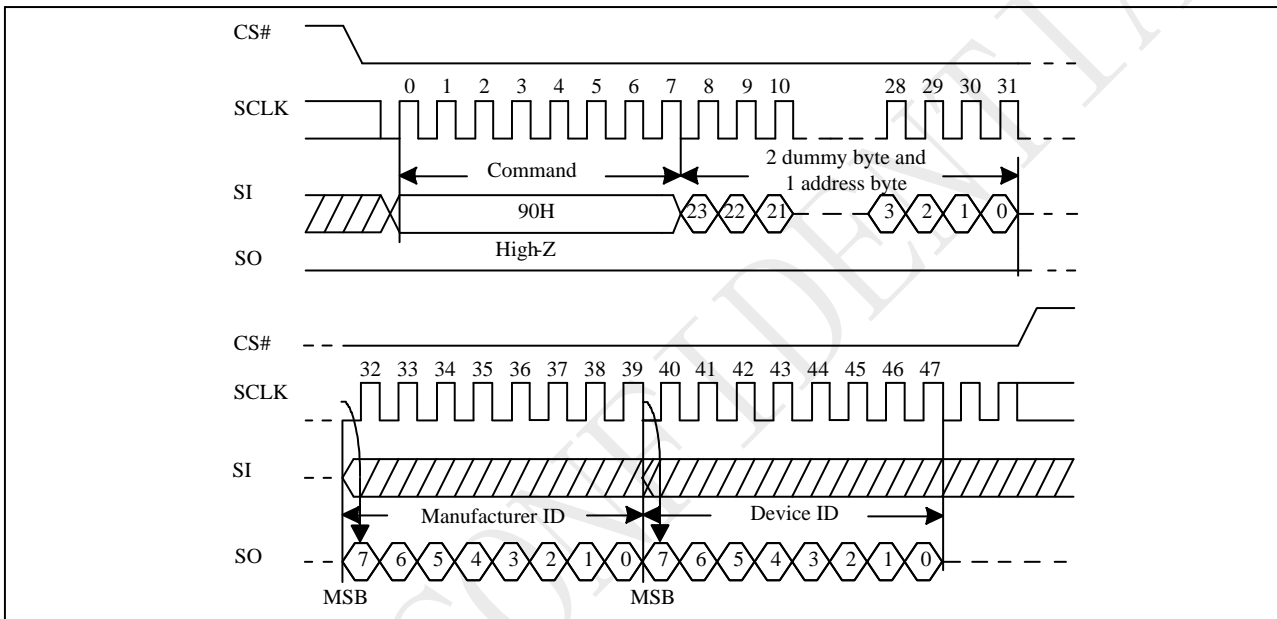 CS#
0 1 2 3 4 5 6 7 8 9 10 28 29 30 31
SCLK
Command
2 dummy byte and
1 address byte
SI
90H 23 22 21 3 2 1 0
High-Z
SO
CS#
32 33 34 35 36 37 38 39 40 41 42 43 44 45 46 47
SCLK
SI
Manufacturer ID Device ID
SO 7 6 5 4 3 2 1 0 7 6 5 4 3 2 1 0
MSB MSB
CONFIDENTIA